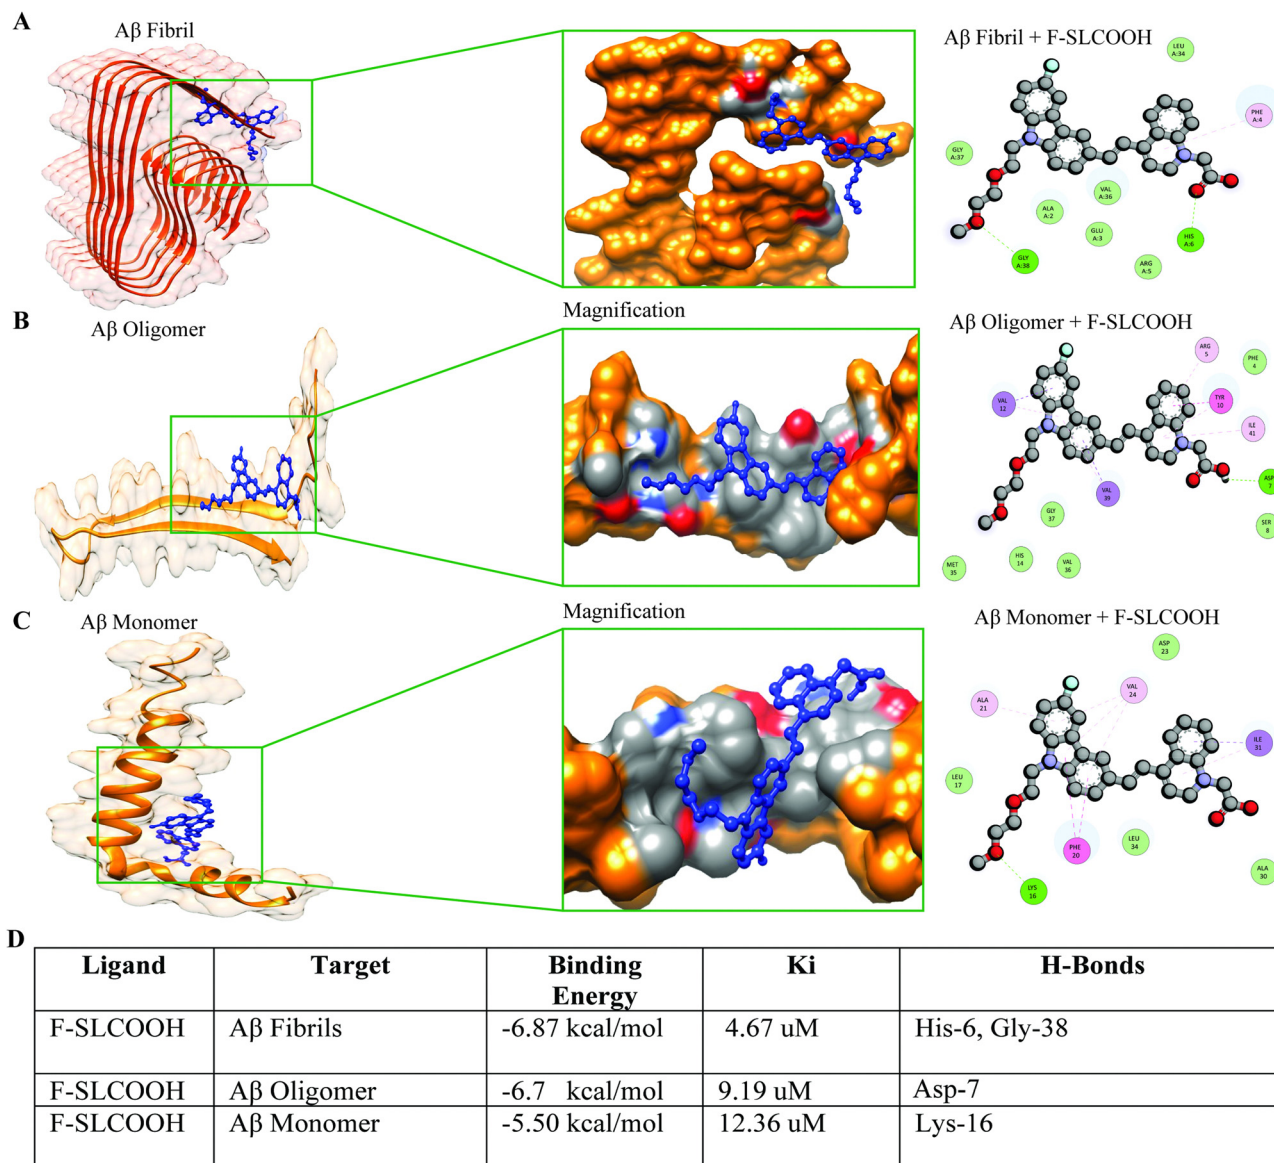 A
Aβ Fibril
Aβ Fibril + F-SLCOOH
LEU
A:34
PHE
A:4
GLY
A:37
VAL
A:36
ALA
A:2
GLU
A:3
HIS
A:6
GLY
A:38
ARG
A:5
B
Aβ Oligomer
Magnification
Aβ Oligomer + F-SLCOOH
ARG
5
PHE
4
VAL
12
TYR
10
ILE
41
ASP
7
VAL
39
GLY
37
SER
8
MET
35
HIS
14
VAL
36
C
Aβ Monomer
Magnification
Aβ Monomer + F-SLCOOH
ASP
23
ALA
21
VAL
24
ILE
31
LEU
17
PHE
20
LEU
34
ALA
30
LYS
16
D
Ligand Target Binding Energy Ki H-Bonds
F-SLCOOH Aβ Fibrils -6.87 kcal/mol 4.67 uM His-6, Gly-38
F-SLCOOH Aβ Oligomer -6.7 kcal/mol 9.19 uM Asp-7
F-SLCOOH Aβ Monomer -5.50 kcal/mol 12.36 uM Lys-16